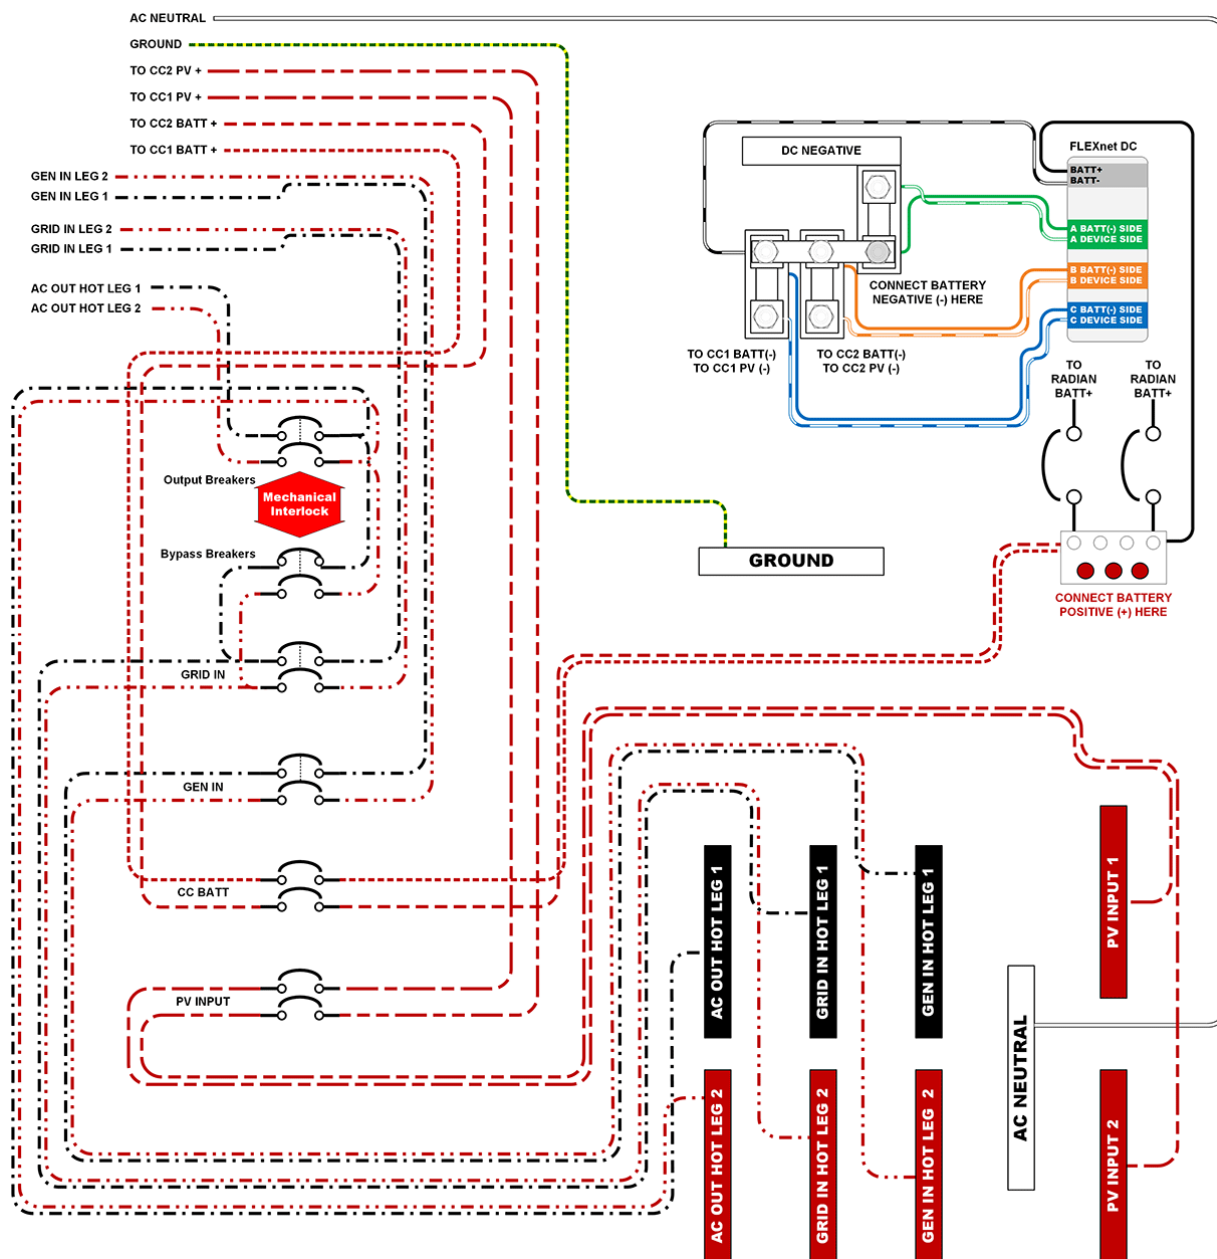 AC NEUTRAL
GROUND
TO CC2 PV +
TO CC1 PV +
TO CC2 BATT +
TO CC1 BATT +
GEN IN LEG 2
GEN IN LEG 1
GRID IN LEG 2
GRID IN LEG 1
AC OUT HOT LEG 1
AC OUT HOT LEG 2
DC NEGATIVE
FLEXnet DC
BATT+
BATT-
A BATT(-) SIDE
A DEVICE SIDE
B BATT(-) SIDE
B DEVICE SIDE
C BATT(-) SIDE
C DEVICE SIDE
CONNECT BATTERY
NEGATIVE (-) HERE
TO CC1 BATT(-)
TO CC1 PV (-)
TO CC2 BATT(-)
TO CC2 PV (-)
TO
RADIAN
BATT+
TO
RADIAN
BATT+
Output Breakers
Mechanical
Interlock
Bypass Breakers
GROUND
CONNECT BATTERY
POSITIVE (+) HERE
GRID IN
GEN IN
CC BATT
PV INPUT
AC OUT HOT LEG 1
GRID IN HOT LEG 1
GEN IN HOT LEG 1
PV INPUT 1
AC NEUTRAL
AC OUT HOT LEG 2
GRID IN HOT LEG 2
GEN IN HOT LEG 2
PV INPUT 2